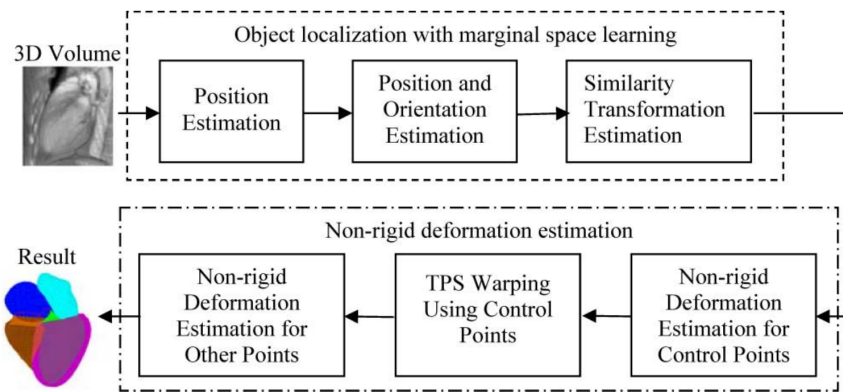 Object localization with marginal space learning
3D Volume
Position
Estimation
Position and
Orientation
Estimation
Similarity
Transformation
Estimation
Non-rigid deformation estimation
Non-rigid
Deformation
Estimation for
Control Points
TPS Warping
Using Control
Points
Non-rigid
Deformation
Estimation for
Other Points
Result